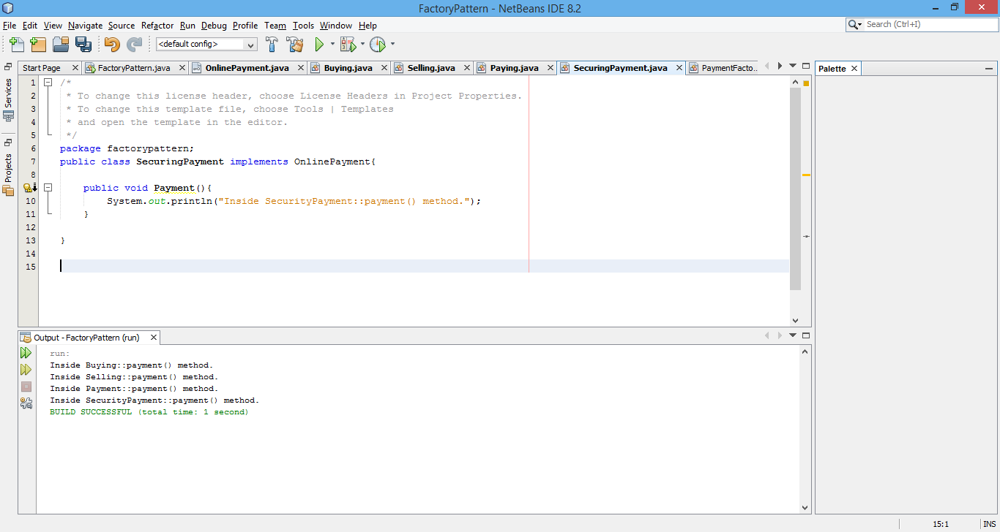 FactoryPattern - NetBeans IDE 8.2
File Edit View Navigate Source Refactor Run Debug Profile Team Tools Window Help
Search (Ctrl+I)
<default config>
Start Page FactoryPattern.java OnlinePayment.java Buying.java Selling.java Paying.java SecuringPayment.java PaymentFacto...
Palette
Services
Projects
1 /*
2 * To change this license header, choose License Headers in Project Properties.
3 * To change this template file, choose Tools | Templates
4 * and open the template in the editor.
5 */
6 package factorypattern;
7 public class SecuringPayment implements OnlinePayment{
8
public void Payment(){
10 System.out.println("Inside SecurityPayment::payment() method.");
11 }
12
13 }
14
15
Output - FactoryPattern (run)
run:
Inside Buying::payment() method.
Inside Selling::payment() method.
Inside Payment::payment() method.
Inside SecurityPayment::payment() method.
BUILD SUCCESSFUL (total time: 1 second)
15:1 INS